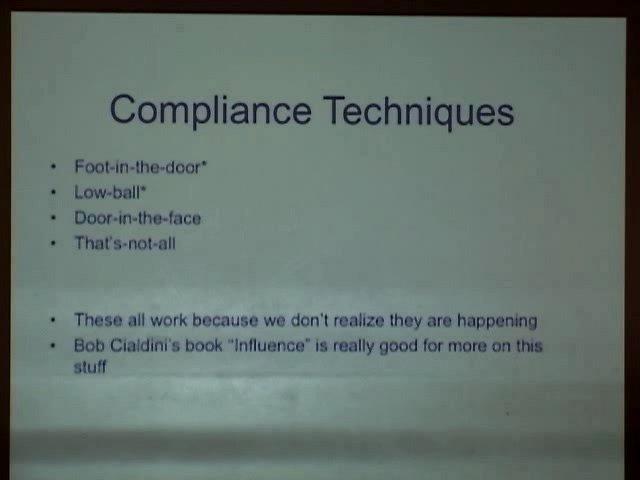 Compliance Techniques
• Foot-in-the-door*
• Low-ball*
• Door-in-the-face
• That's-not-all
• These all work because we don't realize they are happening
• Bob Cialdini's book "Influence" is really good for more on this
stuff